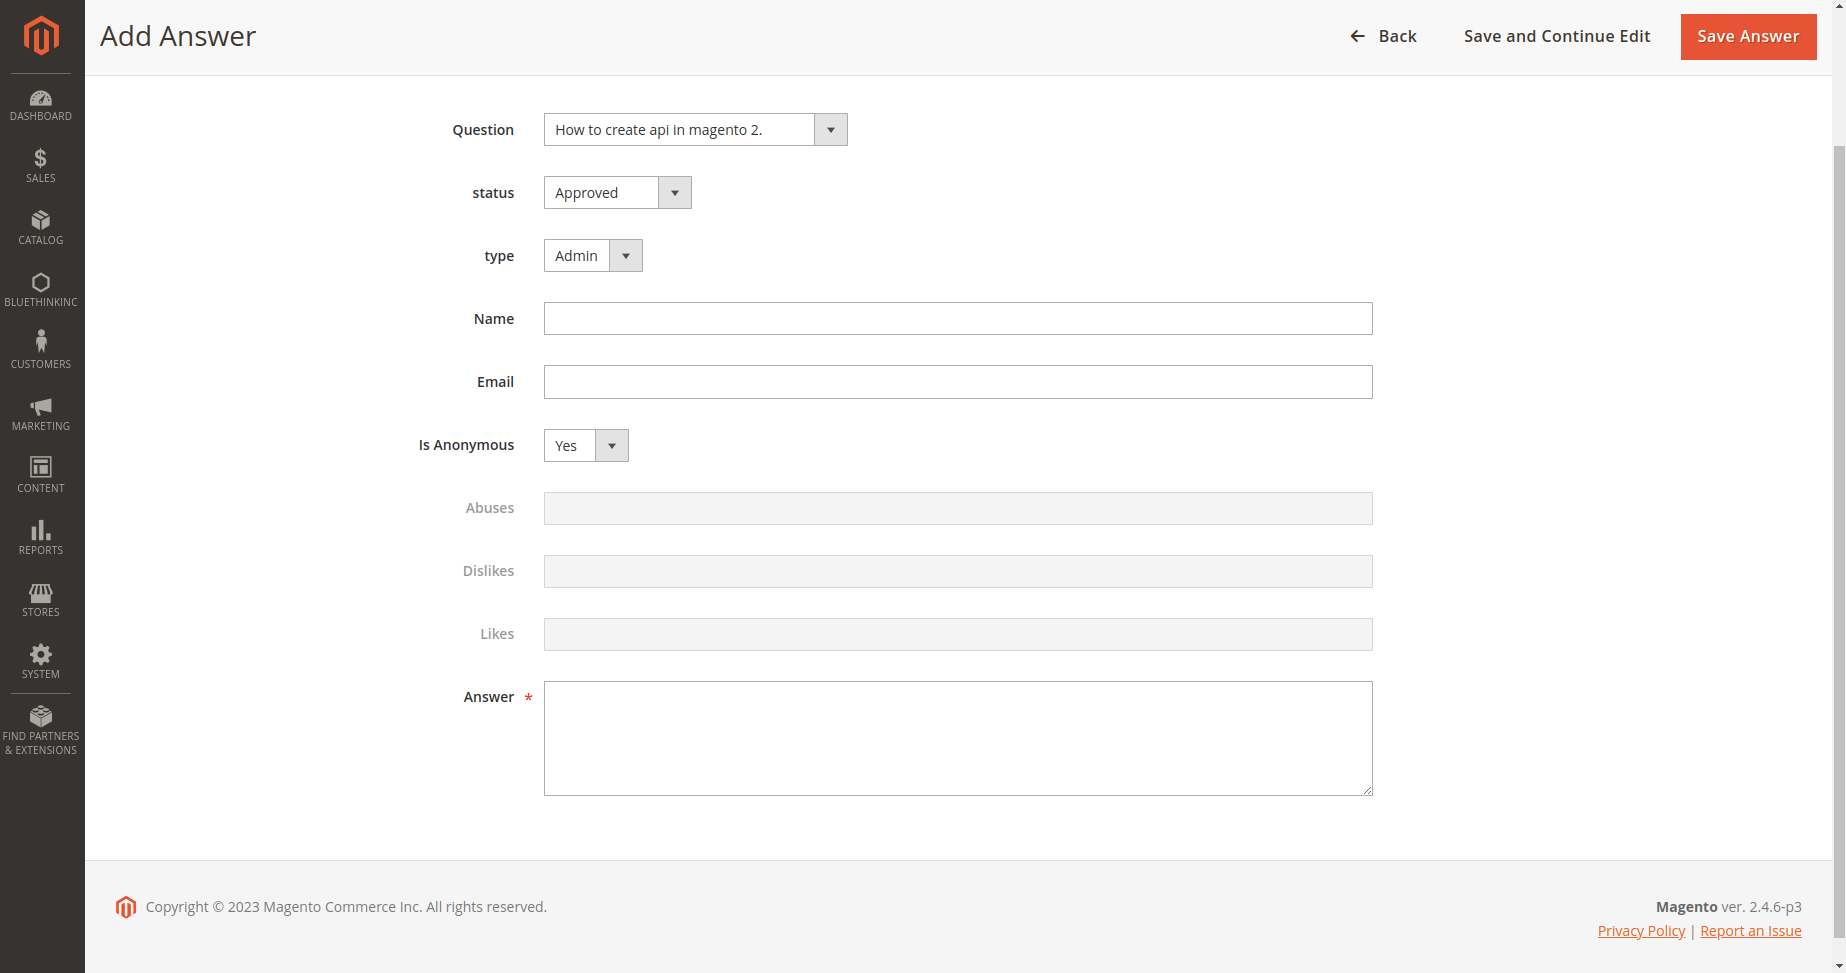 Add Answer
Back
Save and Continue Edit
Save Answer
DASHBOARD
SALES
CATALOG
BLUETHINKINC
CUSTOMERS
MARKETING
CONTENT
REPORTS
STORES
SYSTEM
FIND PARTNERS
& EXTENSIONS
Question
How to create api in magento 2.
status
Approved
type
Admin
Name
Email
Is Anonymous
Yes
Abuses
Dislikes
Likes
Answer *
Copyright © 2023 Magento Commerce Inc. All rights reserved.
Magento ver. 2.4.6-p3
Privacy Policy | Report an Issue